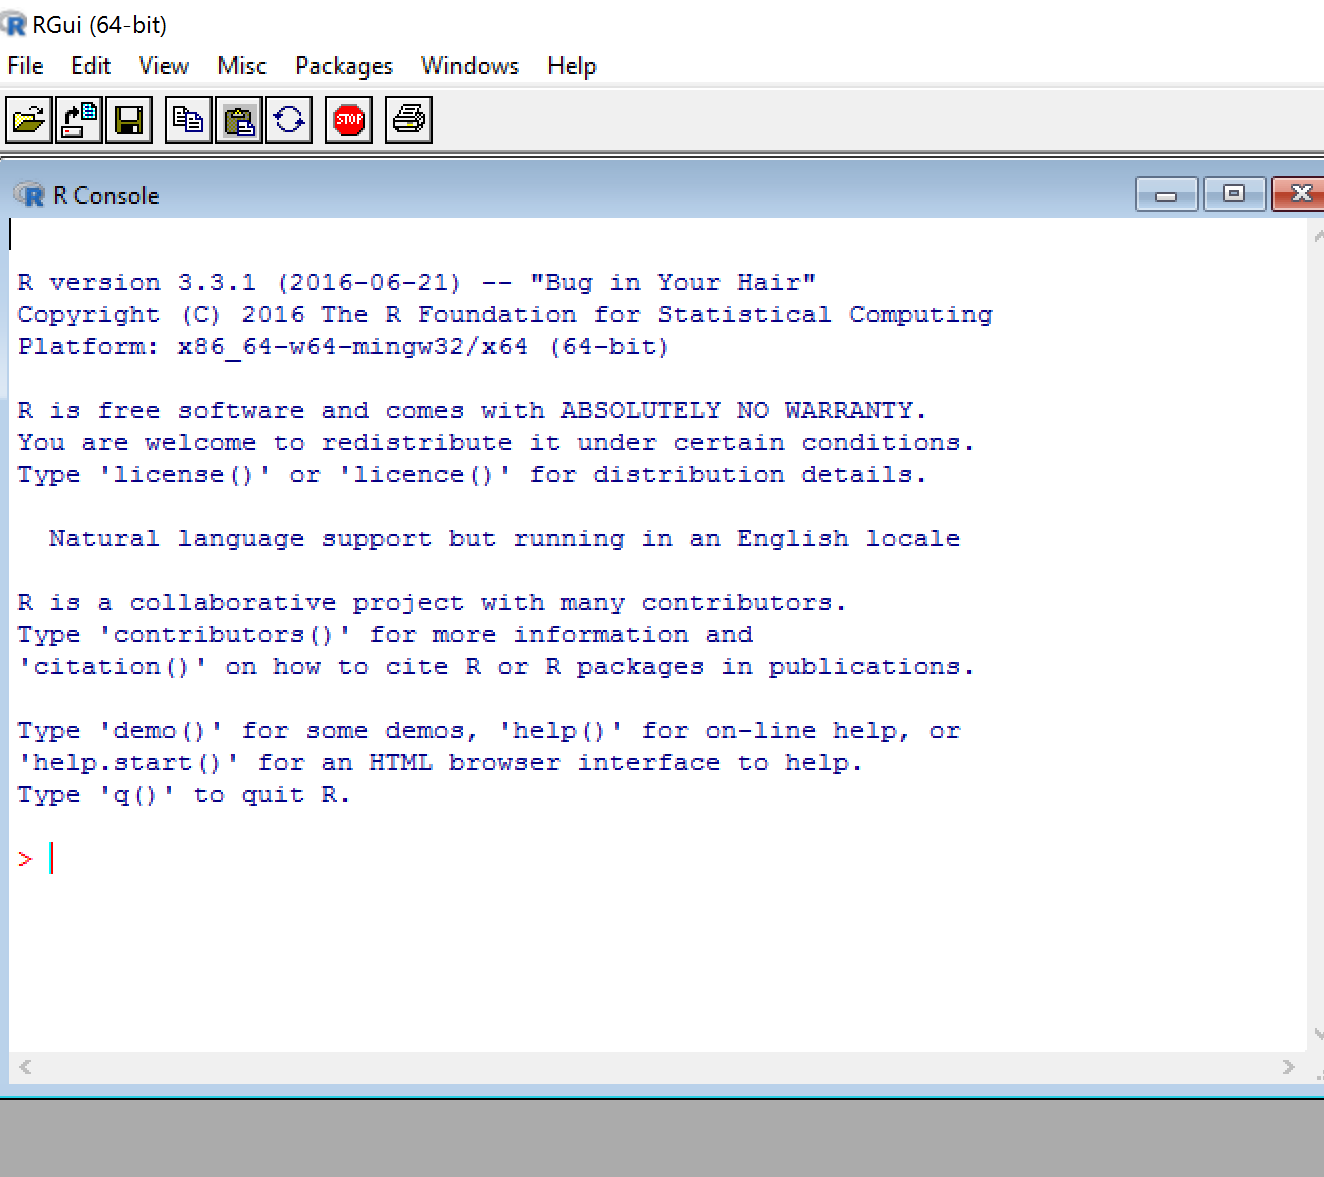 RGui (64-bit)
File Edit View Misc Packages Windows Help
STOP
R Console
R version 3.3.1 (2016-06-21) -- "Bug in Your Hair"
Copyright (C) 2016 The R Foundation for Statistical Computing
Platform: x86_64-w64-mingw32/x64 (64-bit)
R is free software and comes with ABSOLUTELY NO WARRANTY.
You are welcome to redistribute it under certain conditions.
Type 'license()' or 'licence()' for distribution details.
Natural language support but running in an English locale
R is a collaborative project with many contributors.
Type 'contributors()' for more information and
'citation()' on how to cite R or R packages in publications.
Type 'demo()' for some demos, 'help()' for on-line help, or
'help.start()' for an HTML browser interface to help.
Type 'q()' to quit R.
>